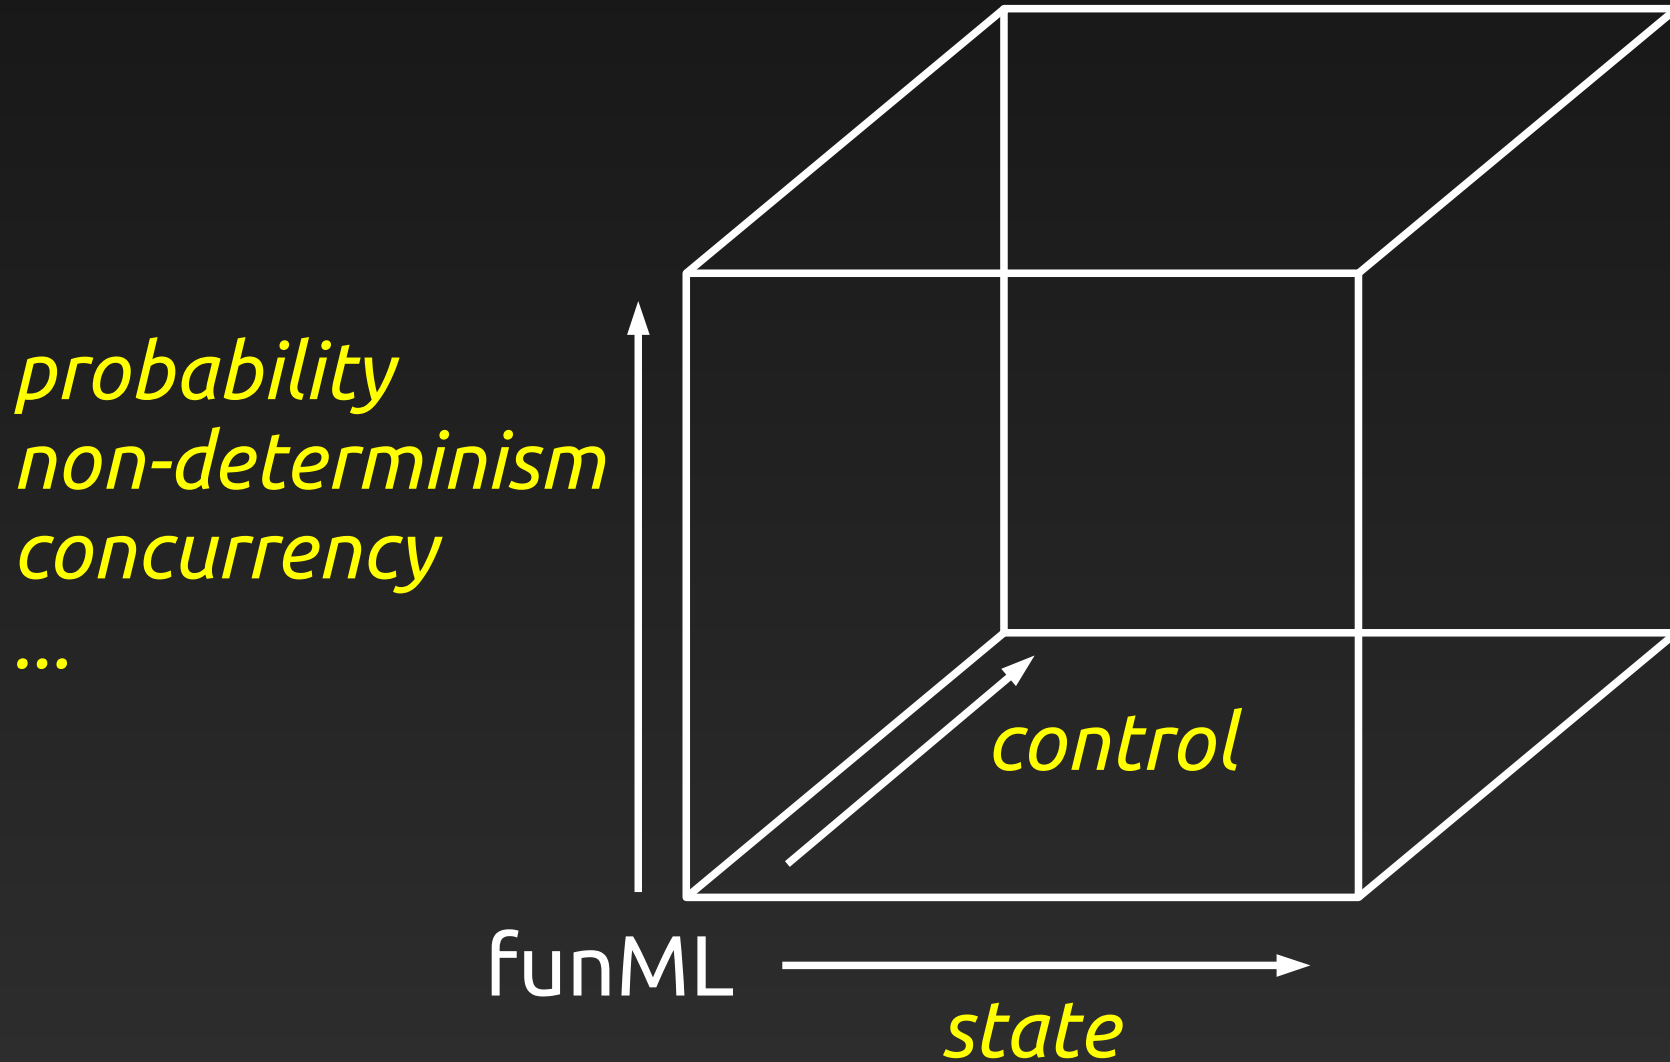 probability
non-determinism
concurrency
...
control
funML
state